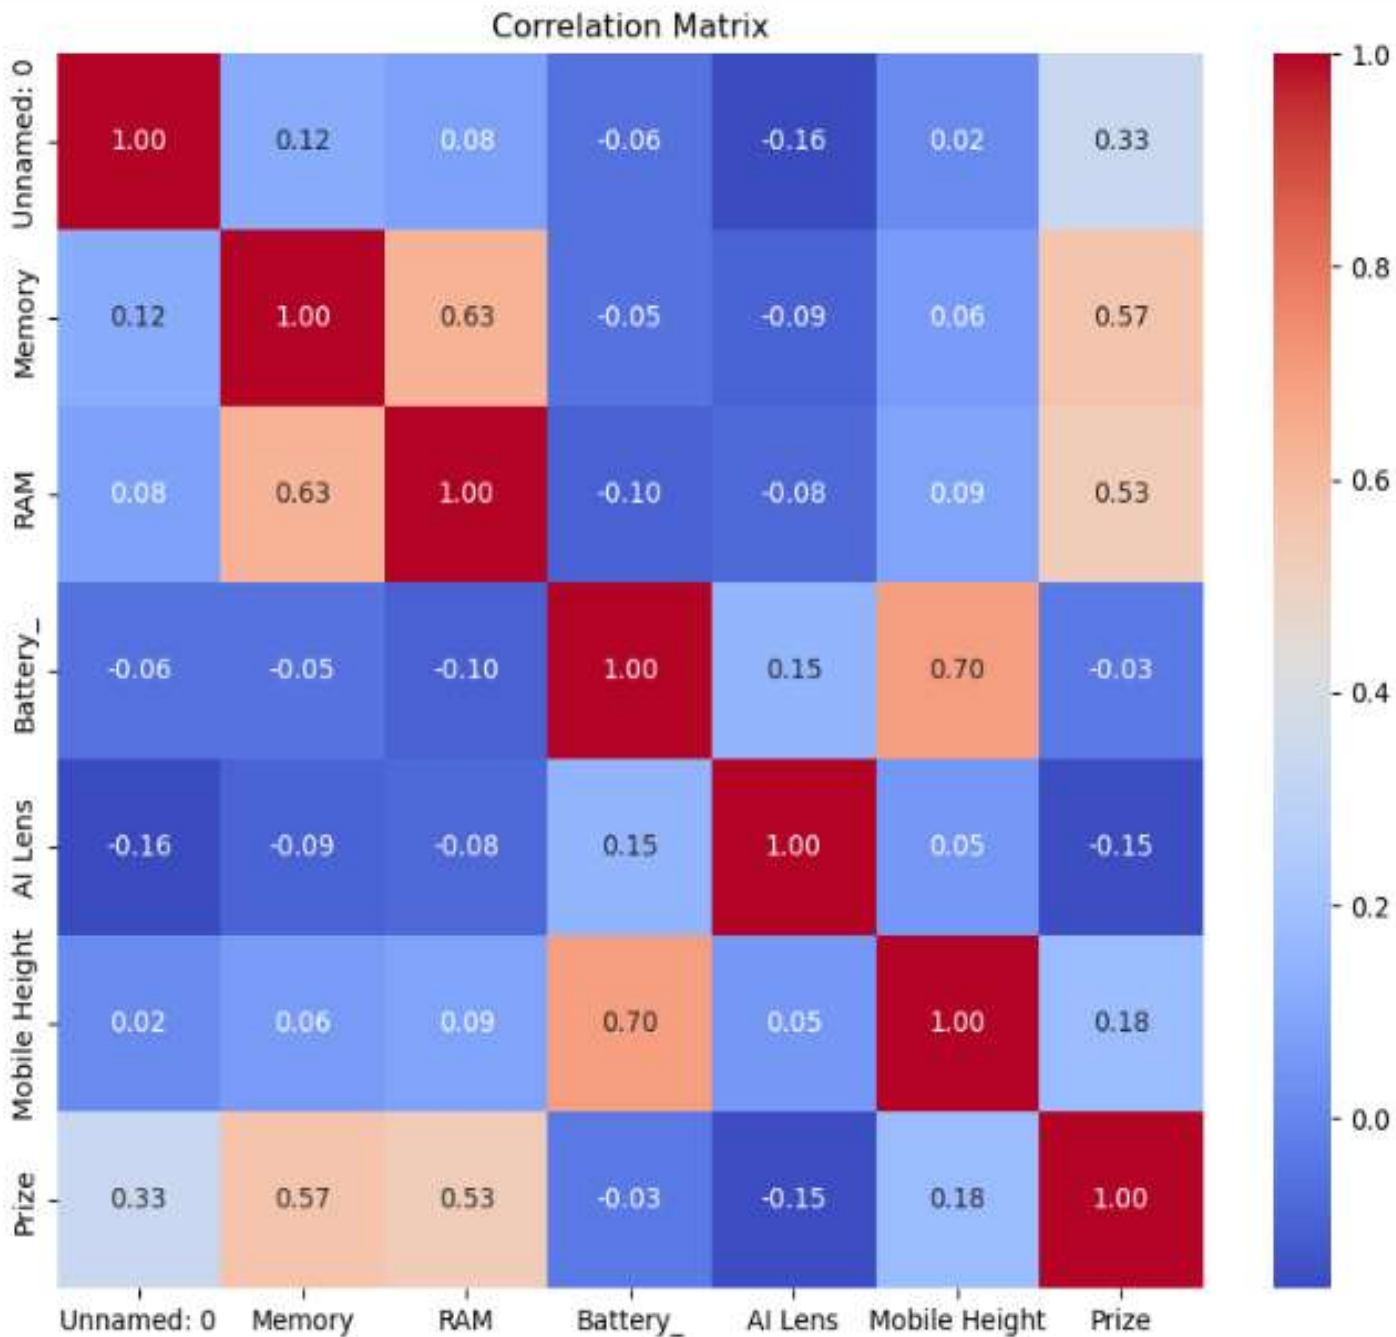 Correlation Matrix
Unnamed: 0 1.00 0.12 0.08 -0.06 -0.16 0.02 0.33
Memory 0.12 1.00 0.63 -0.05 -0.09 0.06 0.57
RAM 0.08 0.63 1.00 -0.10 -0.08 0.09 0.53
Battery_ -0.06 -0.05 -0.10 1.00 0.15 0.70 -0.03
AI Lens -0.16 -0.09 -0.08 0.15 1.00 0.05 -0.15
Mobile Height 0.02 0.06 0.09 0.70 0.05 1.00 0.18
Prize 0.33 0.57 0.53 -0.03 -0.15 0.18 1.00
Unnamed: 0 Memory RAM Battery_ AI Lens Mobile Height Prize
1.0
0.8
0.6
0.4
0.2
0.0